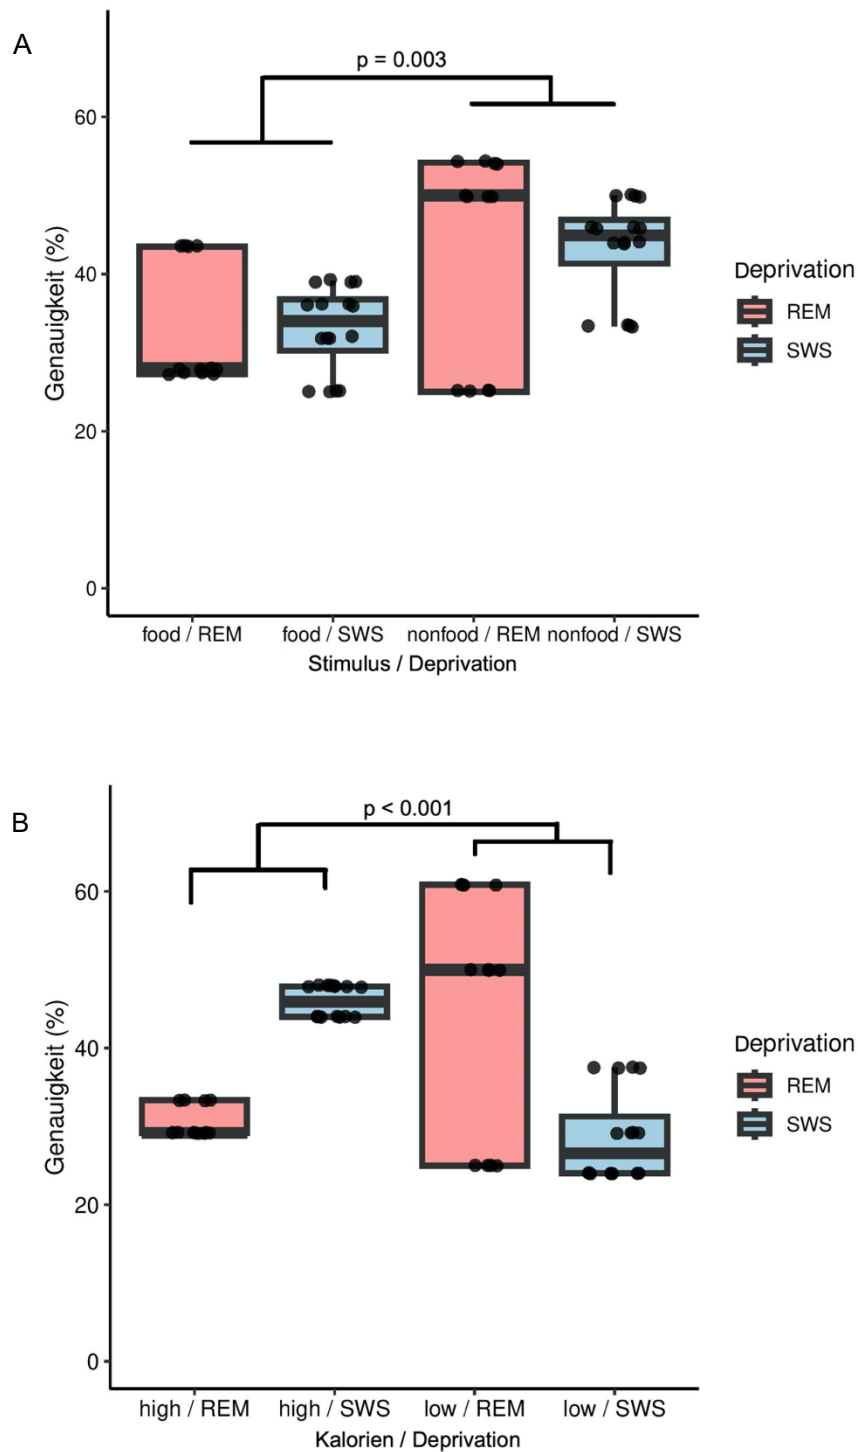 A
p = 0.003
60
40
20
0
Genauigkeit (%)
food / REM food / SWS nonfood / REM nonfood / SWS
Stimulus / Deprivation
Deprivation
REM
SWS
B
p < 0.001
60
40
20
0
Genauigkeit (%)
high / REM high / SWS low / REM low / SWS
Kalorien / Deprivation
Deprivation
REM
SWS